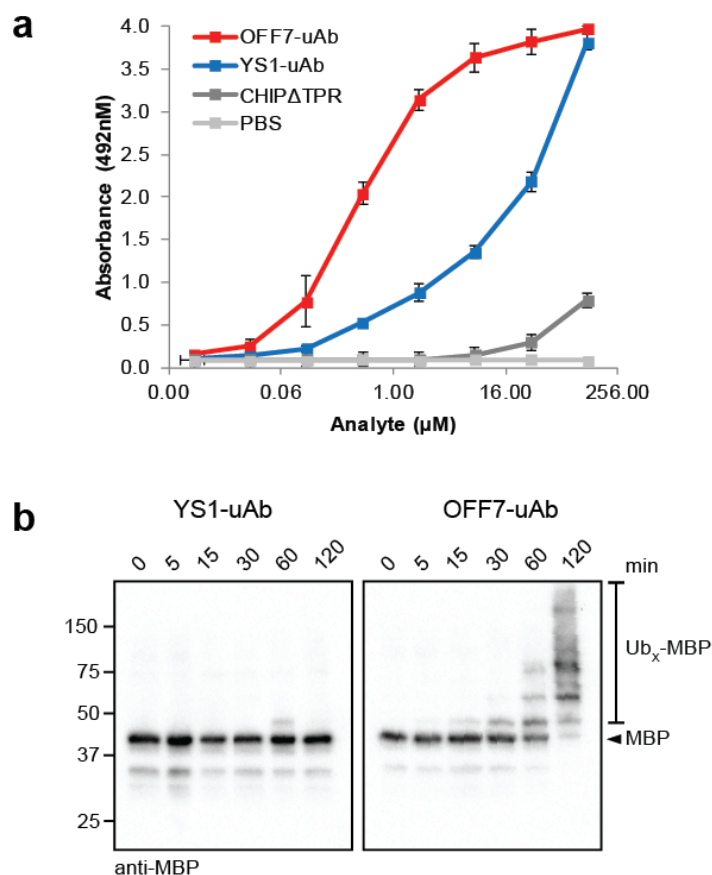 a
OFF7-uAb
YS1-uAb
CHIPΔTPR
PBS
Absorbance (492nM)
4.0
3.5
3.0
2.5
2.0
1.5
1.0
0.5
0.0
0.00 0.06 1.00 16.00 256.00
Analyte (µM)
b
YS1-uAb
OFF7-uAb
0 5 15 30 60 120
0 5 15 30 60 120 min
150
75
50
37
25
Ubx-MBP
MBP
anti-MBP